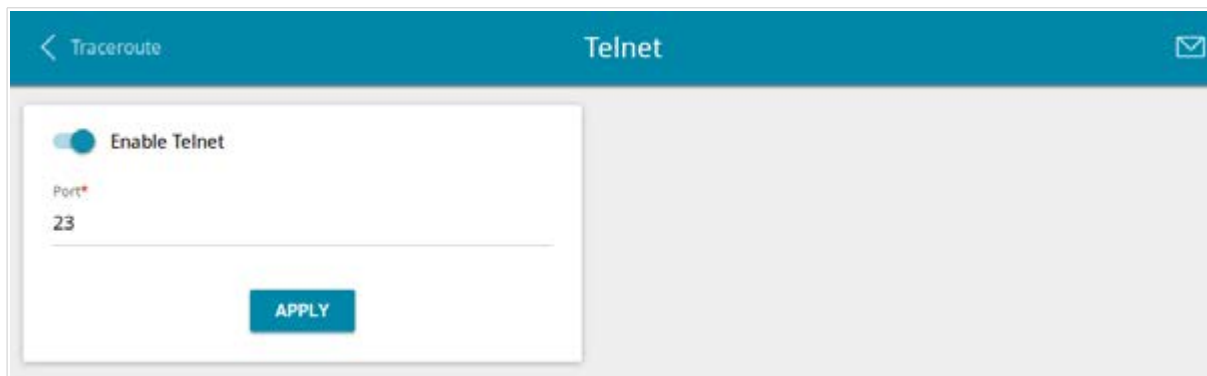 Traceroute
Telnet
Enable Telnet
Port*
23
APPLY